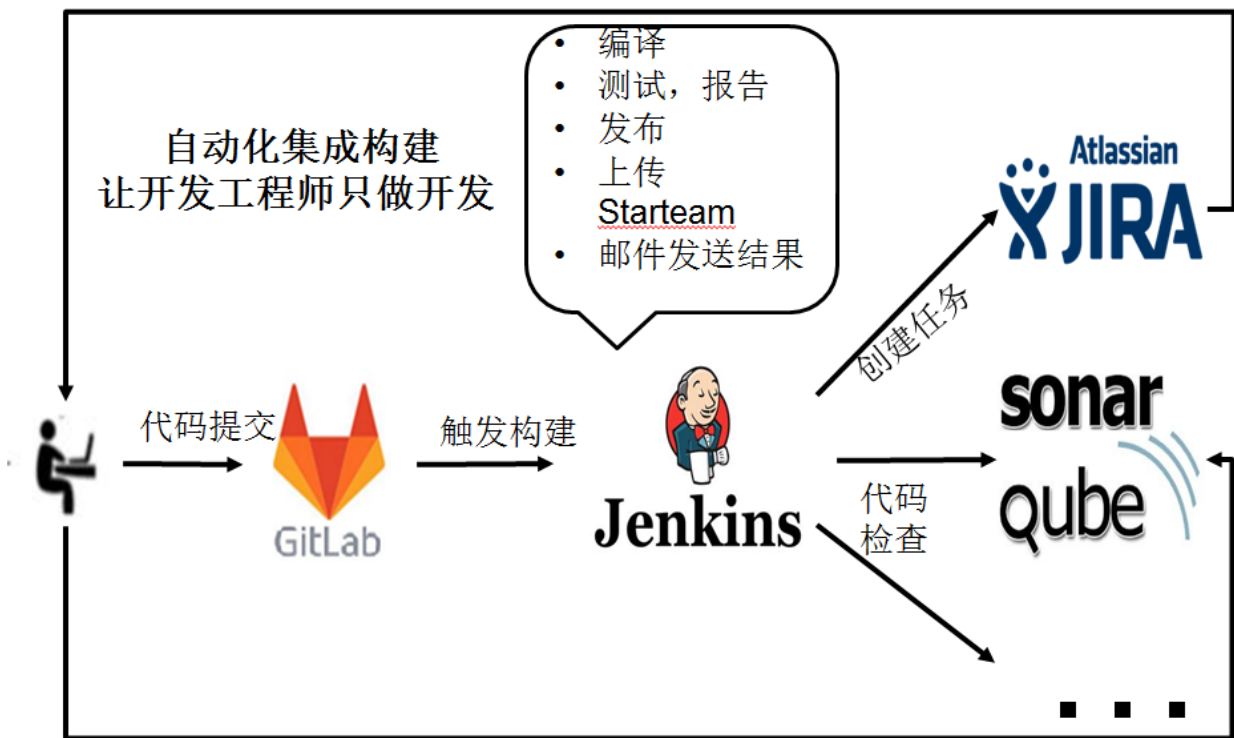 • 编译
• 测试，报告
• 发布
• 上传
Starteam
• 邮件发送结果
自动化集成构建
让开发工程师只做开发
Atlassian
JIRA
创建任务
代码提交
GitLab
触发构建
Jenkins
代码
检查
sonar
qube